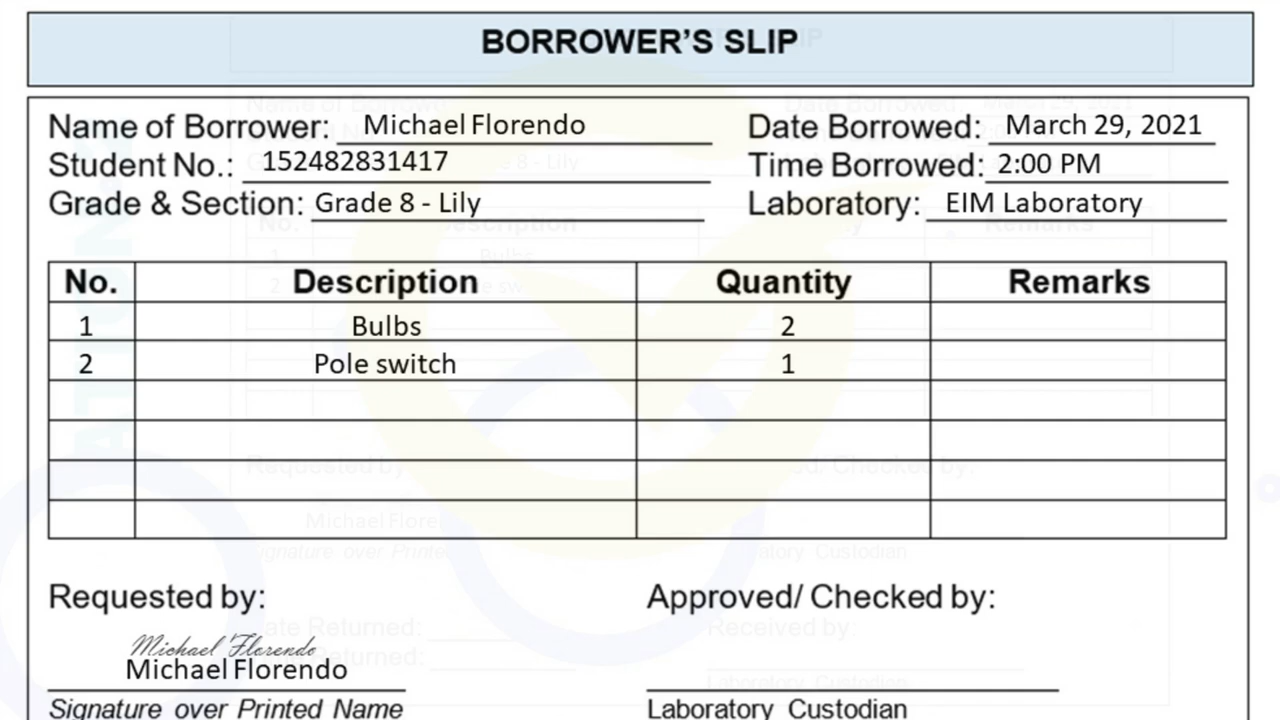 BORROWER'S SLIP
Name of Borrower: Michael Florendo Date Borrowed: March 29, 2021
Student No.: 152482831417 Time Borrowed: 2:00 PM
Grade & Section: Grade 8 - Lily Laboratory: EIM Laboratory
No. Description Quantity Remarks
1 Bulbs 2
2 Pole switch 1
Requested by: Approved/ Checked by:
Michael Florendo
Michael Florendo
Signature over Printed Name Laboratory Custodian